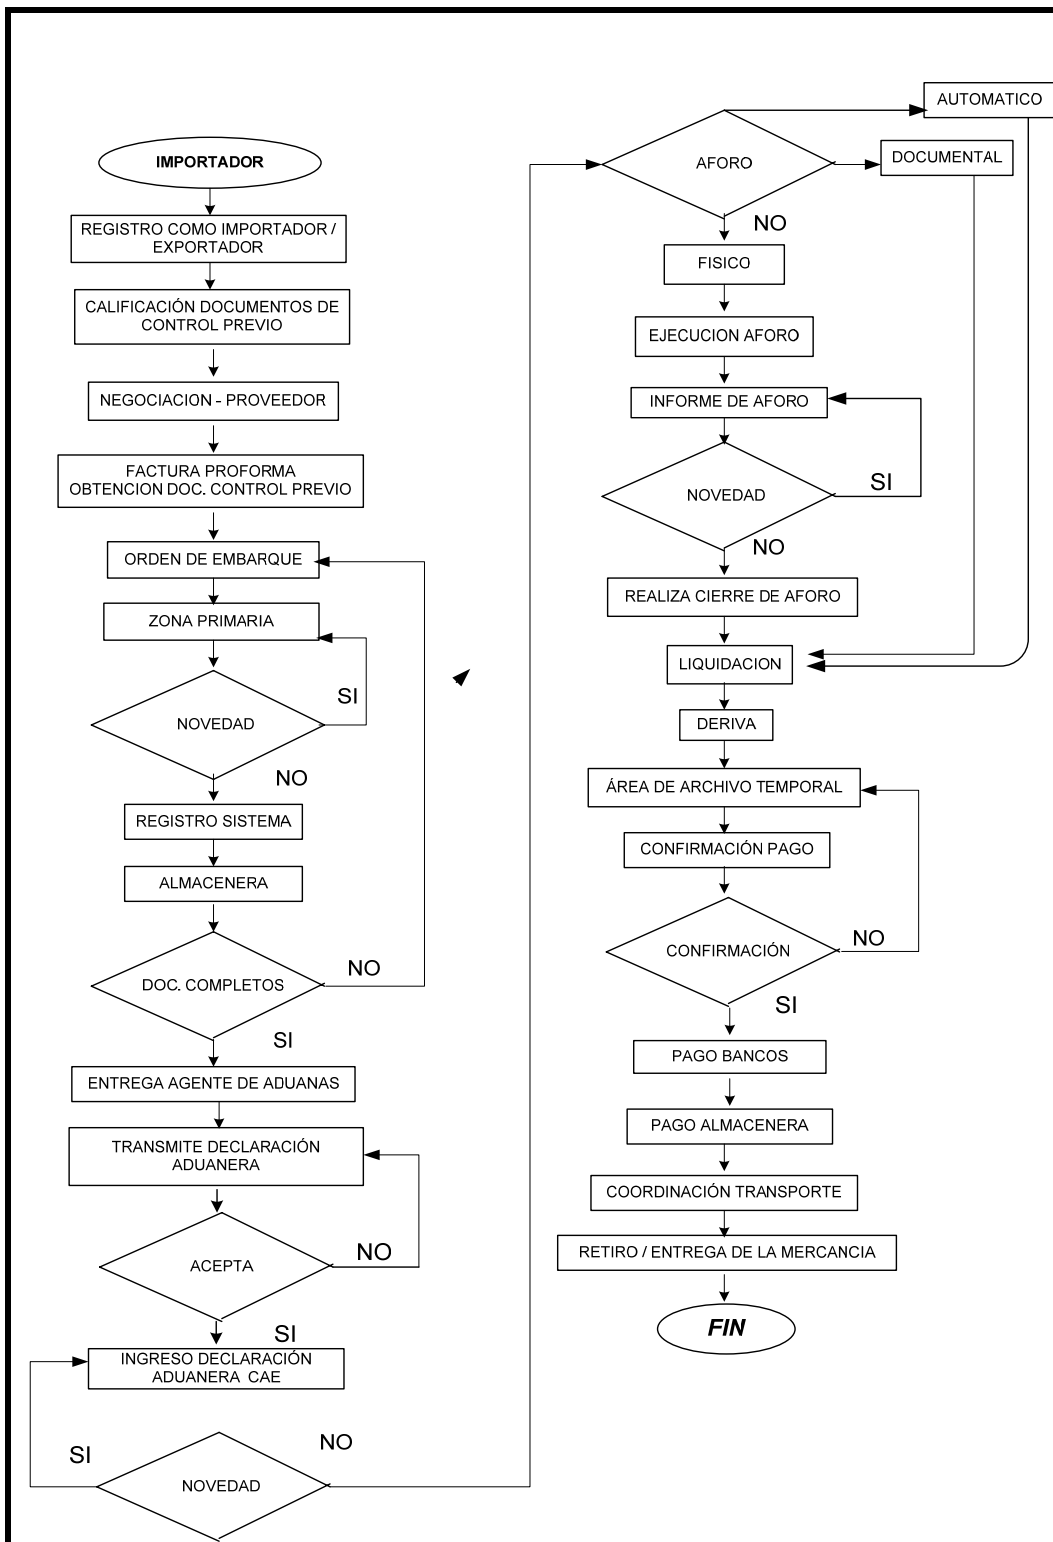 IMPORTADOR
REGISTRO COMO IMPORTADOR /
EXPORTADOR
CALIFICACIÓN DOCUMENTOS DE
CONTROL PREVIO
NEGOCIACION - PROVEEDOR
FACTURA PROFORMA
OBTENCION DOC. CONTROL PREVIO
ORDEN DE EMBARQUE
ZONA PRIMARIA
SI
NOVEDAD
NO
REGISTRO SISTEMA
ALMACENERA
NO
DOC. COMPLETOS
SI
ENTREGA AGENTE DE ADUANAS
TRANSMITE DECLARACIÓN
ADUANERA
NO
ACEPTA
SI
INGRESO DECLARACIÓN
ADUANERA CAE
SI
NO
NOVEDAD
AUTOMATICO
DOCUMENTAL
AFORO
NO
FISICO
EJECUCION AFORO
INFORME DE AFORO
SI
NOVEDAD
NO
REALIZA CIERRE DE AFORO
LIQUIDACION
DERIVA
ÁREA DE ARCHIVO TEMPORAL
CONFIRMACIÓN PAGO
NO
CONFIRMACIÓN
SI
PAGO BANCOS
PAGO ALMACENERA
COORDINACIÓN TRANSPORTE
RETIRO / ENTREGA DE LA MERCANCIA
FIN